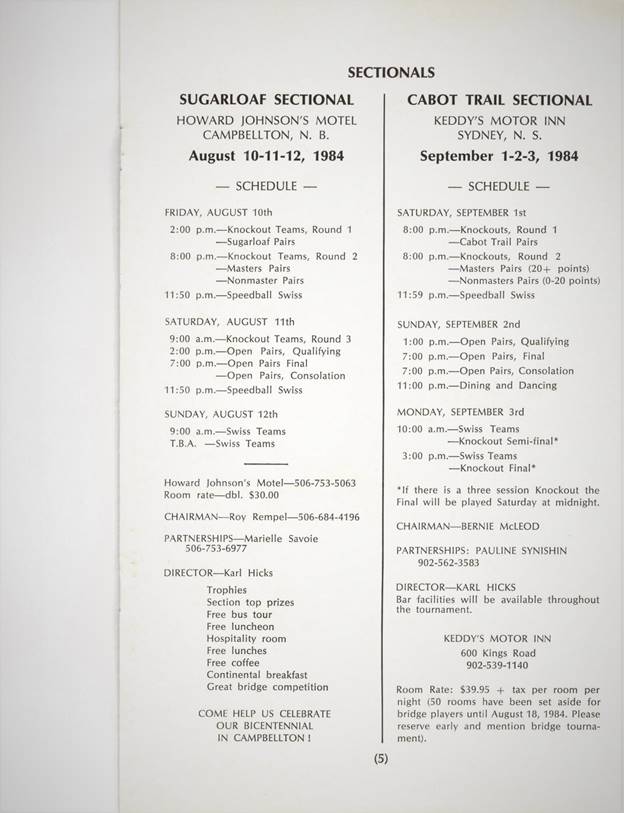 SECTIONALS
SUGARLOAF SECTIONAL
HOWARD JOHNSON'S MOTEL
CAMPBELLTON, N. B.
August 10-11-12, 1984
— SCHEDULE —
FRIDAY, AUGUST 10th
2:00 p.m.—Knockout Teams, Round 1
—Sugarloaf Pairs
8:00 p.m.—Knockout Teams, Round 2
—Masters Pairs
—Nonmaster Pairs
11:50 p.m.—Speedball Swiss
SATURDAY, AUGUST 11th
9:00 a.m.—Knockout Teams, Round 3
2:00 p.m.—Open Pairs, Qualifying
7:00 p.m.—Open Pairs Final
—Open Pairs, Consolation
11:50 p.m.—Speedball Swiss
SUNDAY, AUGUST 12th
9:00 a.m.—Swiss Teams
T.B.A. —Swiss Teams
Howard Johnson's Motel—506-753-5063
Room rate—dbl. $30.00
CHAIRMAN—Roy Rempel—506-684-4196
PARTNERSHIPS—Marielle Savoie
506-753-6977
DIRECTOR—Karl Hicks
Trophies
Section top prizes
Free bus tour
Free luncheon
Hospitality room
Free lunches
Free coffee
Continental breakfast
Great bridge competition
COME HELP US CELEBRATE
OUR BICENTENNIAL
IN CAMPBELLTON !
CABOT TRAIL SECTIONAL
KEDDY'S MOTOR INN
SYDNEY, N. S.
September 1-2-3, 1984
— SCHEDULE —
SATURDAY, SEPTEMBER 1st
8:00 p.m.—Knockouts, Round 1
—Cabot Trail Pairs
8:00 p.m.—Knockouts, Round 2
—Masters Pairs (20+ points)
—Nonmasters Pairs (0-20 points)
11:59 p.m.—Speedball Swiss
SUNDAY, SEPTEMBER 2nd
1:00 p.m.—Open Pairs, Qualifying
7:00 p.m.—Open Pairs, Final
7:00 p.m.—Open Pairs, Consolation
11:00 p.m.—Dining and Dancing
MONDAY, SEPTEMBER 3rd
10:00 a.m.—Swiss Teams
—Knockout Semi-final*
3:00 p.m.—Swiss Teams
—Knockout Final*
*If there is a three session Knockout the
Final will be played Saturday at midnight.
CHAIRMAN—BERNIE McLEOD
PARTNERSHIPS: PAULINE SYNISHIN
902-562-3583
DIRECTOR—KARL HICKS
Bar facilities will be available throughout
the tournament.
KEDDY'S MOTOR INN
600 Kings Road
902-539-1140
Room Rate: $39.95 + tax per room per
night (50 rooms have been set aside for
bridge players until August 18, 1984. Please
reserve early and mention bridge tourna-
ment).
(5)